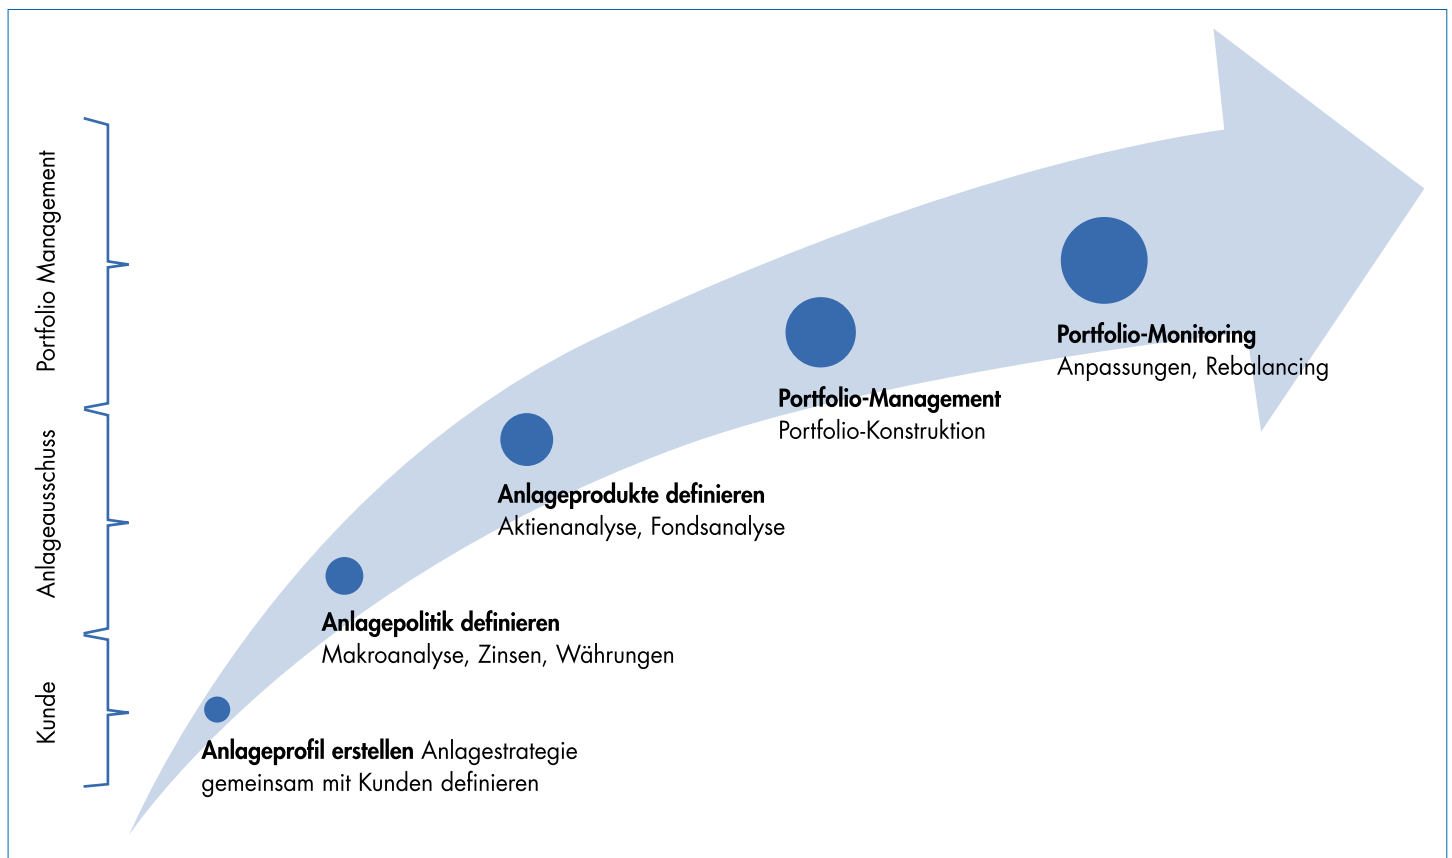 Portfolio Management
Anlageausschuss
Kunde
Portfolio-Monitoring
Anpassungen, Rebalancing
Portfolio-Management
Portfolio-Konstruktion
Anlageprodukte definieren
Aktienanalyse, Fondsanalyse
Anlagepolitik definieren
Makroanalyse, Zinsen, Währungen
Anlageprofil erstellen Anlagestrategie
gemeinsam mit Kunden definieren